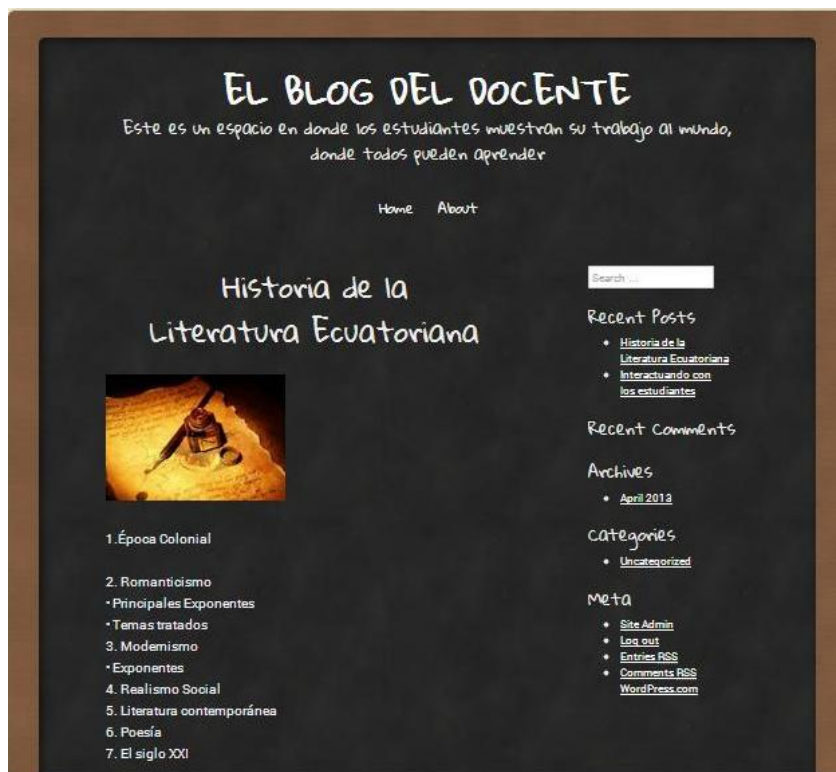 EL BLOG DEL DOCENTE
Este es un espacio en donde los estudiantes muestran su trabajo al mundo,
donde todos pueden aprender
Home About
Historia de la
Literatura Ecuatoriana
1.Época Colonial
2. Romanticismo
• Principales Exponentes
• Temas tratados
3. Modernismo
• Exponentes
4. Realismo Social
5. Literatura contemporánea
6. Poesía
7. El siglo XXI
Search ...
Recent Posts
Historia de la
Literatura Ecuatoriana
Interactuando con
los estudiantes
Recent Comments
Archives
April 2013
Categories
Uncategorized
Meta
Site Admin
Log out
Entries RSS
Comments RSS
WordPress.com